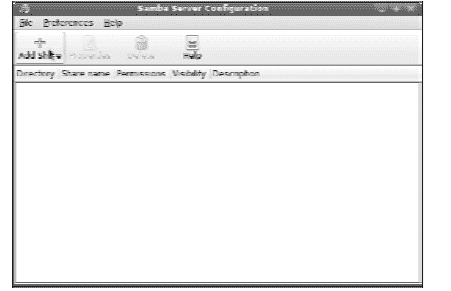 Samba Server Configuration
File Preferences Help
Add Share Properties Delete Help
Directory Share name Permissions Visibility Description